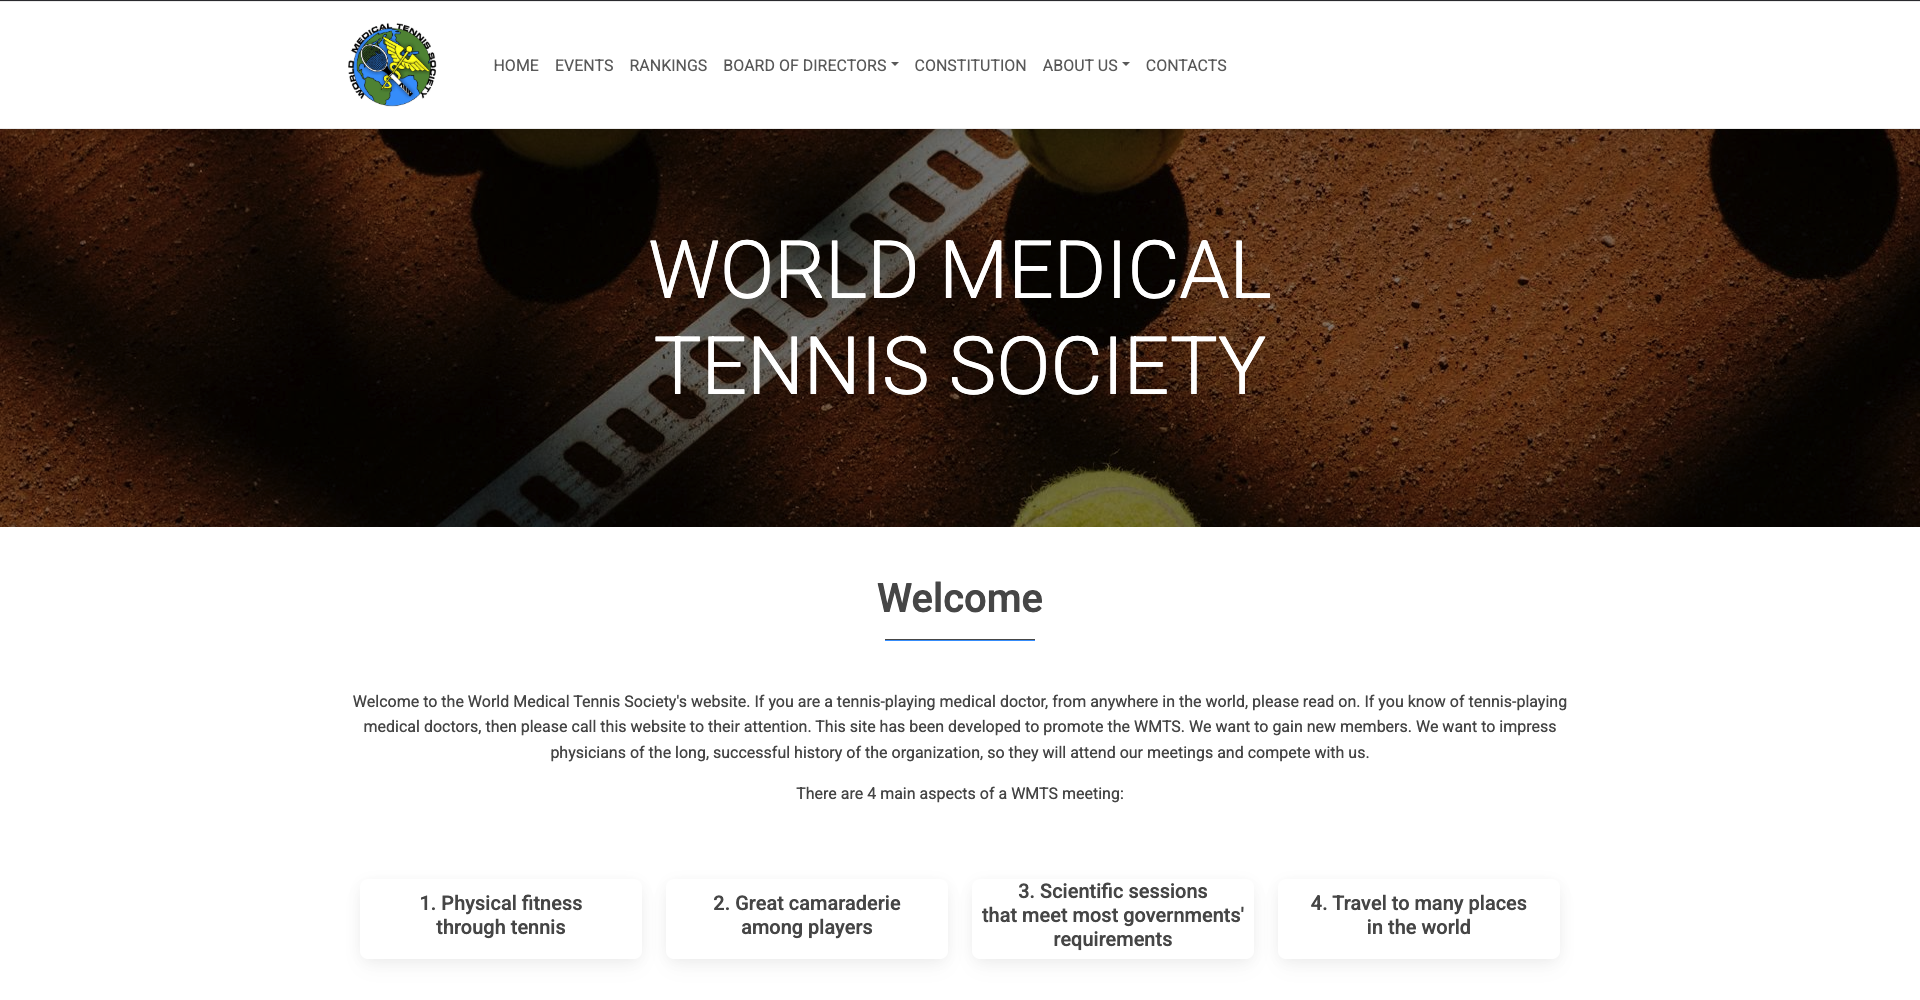 WORLD MEDICAL TENNIS SOCIETY
HOME EVENTS RANKINGS BOARD OF DIRECTORS CONSTITUTION ABOUT US CONTACTS
WORLD MEDICAL
TENNIS SOCIETY
Welcome
Welcome to the World Medical Tennis Society's website. If you are a tennis-playing medical doctor, from anywhere in the world, please read on. If you know of tennis-playing
medical doctors, then please call this website to their attention. This site has been developed to promote the WMTS. We want to gain new members. We want to impress
physicians of the long, successful history of the organization, so they will attend our meetings and compete with us.
There are 4 main aspects of a WMTS meeting:
1. Physical fitness
through tennis
2. Great camaraderie
among players
3. Scientific sessions
that meet most governments'
requirements
4. Travel to many places
in the world